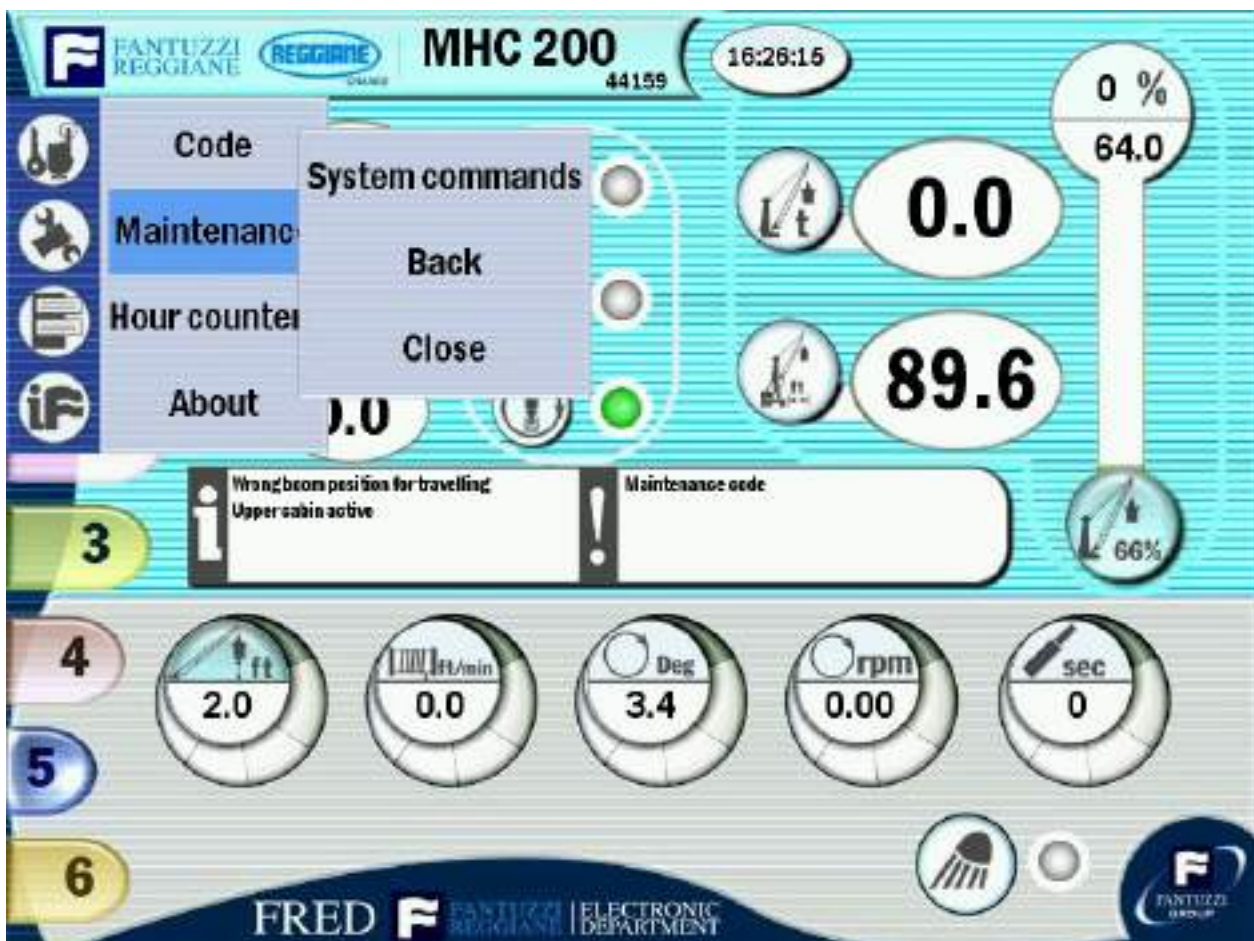 FANTUZZI
REGGIANE
REGGIANE
MHC 200
44159
16:26:15
0 %
64.0
Code
Maintenanc
Hour counter
About
System commands
Back
Close
t
0.0
89.6
.0
iF
66%
i
Wrong boom position for travelling
Upper cabin active
!
Maintenance code
3
4
5
6
ft
2.0
ft/min
0.0
Deg
3.4
rpm
0.00
sec
0
FRED
F
FANTUZZI
REGGIANE
ELECTRONIC
DEPARTMENT
F
FANTUZZI
GROUP